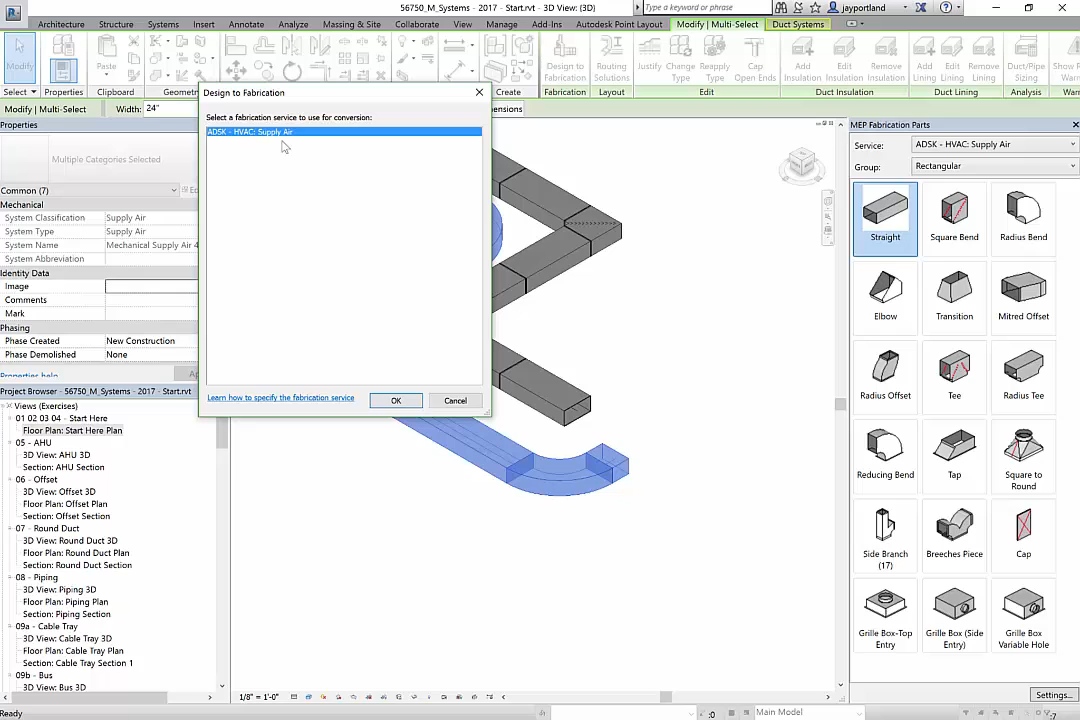 56750_M_Systems - 2017 - Start.rvt - 3D View: {3D}
Type a keyword or phrase
jayportland
Architecture Structure Systems Insert Annotate Analyze Massing & Site Collaborate View Manage Add-Ins Autodesk Point Layout Modify | Multi-Select Duct Systems
Modify
Paste
Design to Fabrication
Routing Solutions
Justify
Change Type
Reapply Type
Cap Open Ends
Add Insulation
Edit Insulation
Remove Insulation
Add Lining
Edit Lining
Remove Lining
Duct/Pipe Sizing
Select
Properties
Clipboard
Create
Fabrication
Layout
Edit
Duct Insulation
Duct Lining
Analysis
Modify | Multi-Select
Width: 24"
Properties
Multiple Categories Selected
Common (7)
Mechanical
System Classification Supply Air
System Type Supply Air
System Name Mechanical Supply Air 4
System Abbreviation
Identity Data
Image
Comments
Mark
Phasing
Phase Created New Construction
Phase Demolished None
Properties help
Project Browser - 56750_M_Systems - 2017 - Start.rvt
Views (Exercises)
01 02 03 04 - Start Here
Floor Plan: Start Here Plan
05 - AHU
3D View: AHU 3D
Section: AHU Section
06 - Offset
3D View: Offset 3D
Floor Plan: Offset Plan
Section: Offset Section
07 - Round Duct
3D View: Round Duct 3D
Floor Plan: Round Duct Plan
Section: Round Duct Section
08 - Piping
3D View: Piping 3D
Floor Plan: Piping Plan
Section: Piping Section
09a - Cable Tray
3D View: Cable Tray 3D
Floor Plan: Cable Tray Plan
Section: Cable Tray Section 1
09b - Bus
3D View: Bus 3D
Design to Fabrication
Select a fabrication service to use for conversion:
ADSK - HVAC: Supply Air
Learn how to specify the fabrication service
OK
Cancel
MEP Fabrication Parts
Service: ADSK - HVAC: Supply Air
Group: Rectangular
Straight
Square Bend
Radius Bend
Elbow
Transition
Mitred Offset
Radius Offset
Tee
Radius Tee
Reducing Bend
Tap
Square to Round
Side Branch (17)
Breeches Piece
Cap
Grille Box-Top Entry
Grille Box (Side Entry)
Grille Box Variable Hole
Settings...
1/8" = 1'-0"
Ready
:0
Main Model
:7